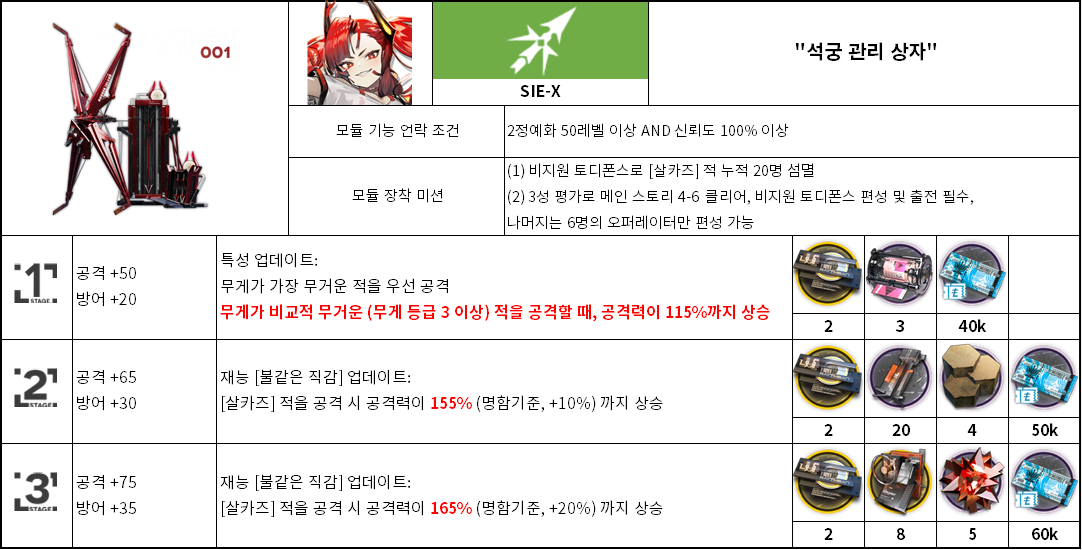 001
SIE-X
"석궁 관리 상자"
모듈 기능 언락 조건
2정예화 50레벨 이상 AND 신뢰도 100% 이상
모듈 장착 미션
(1) 비지원 토디폰스로 [살카즈] 적 누적 20명 섬멸
(2) 3성 평가로 메인 스토리 4-6 클리어, 비지원 토디폰스 편성 및 출전 필수,
나머지는 6명의 오퍼레이터만 편성 가능
1
STAGE
공격 +50
방어 +20
특성 업데이트:
무게가 가장 무거운 적을 우선 공격
무게가 비교적 무거운 (무게 등급 3 이상) 적을 공격할 때, 공격력이 115%까지 상승
2 3 40k
2
STAGE
공격 +65
방어 +30
재능 [불같은 직감] 업데이트:
[살카즈] 적을 공격 시 공격력이 155% (명함기준, +10%) 까지 상승
2 20 4 50k
3
STAGE
공격 +75
방어 +35
재능 [불같은 직감] 업데이트:
[살카즈] 적을 공격 시 공격력이 165% (명함기준, +20%) 까지 상승
2 8 5 60k